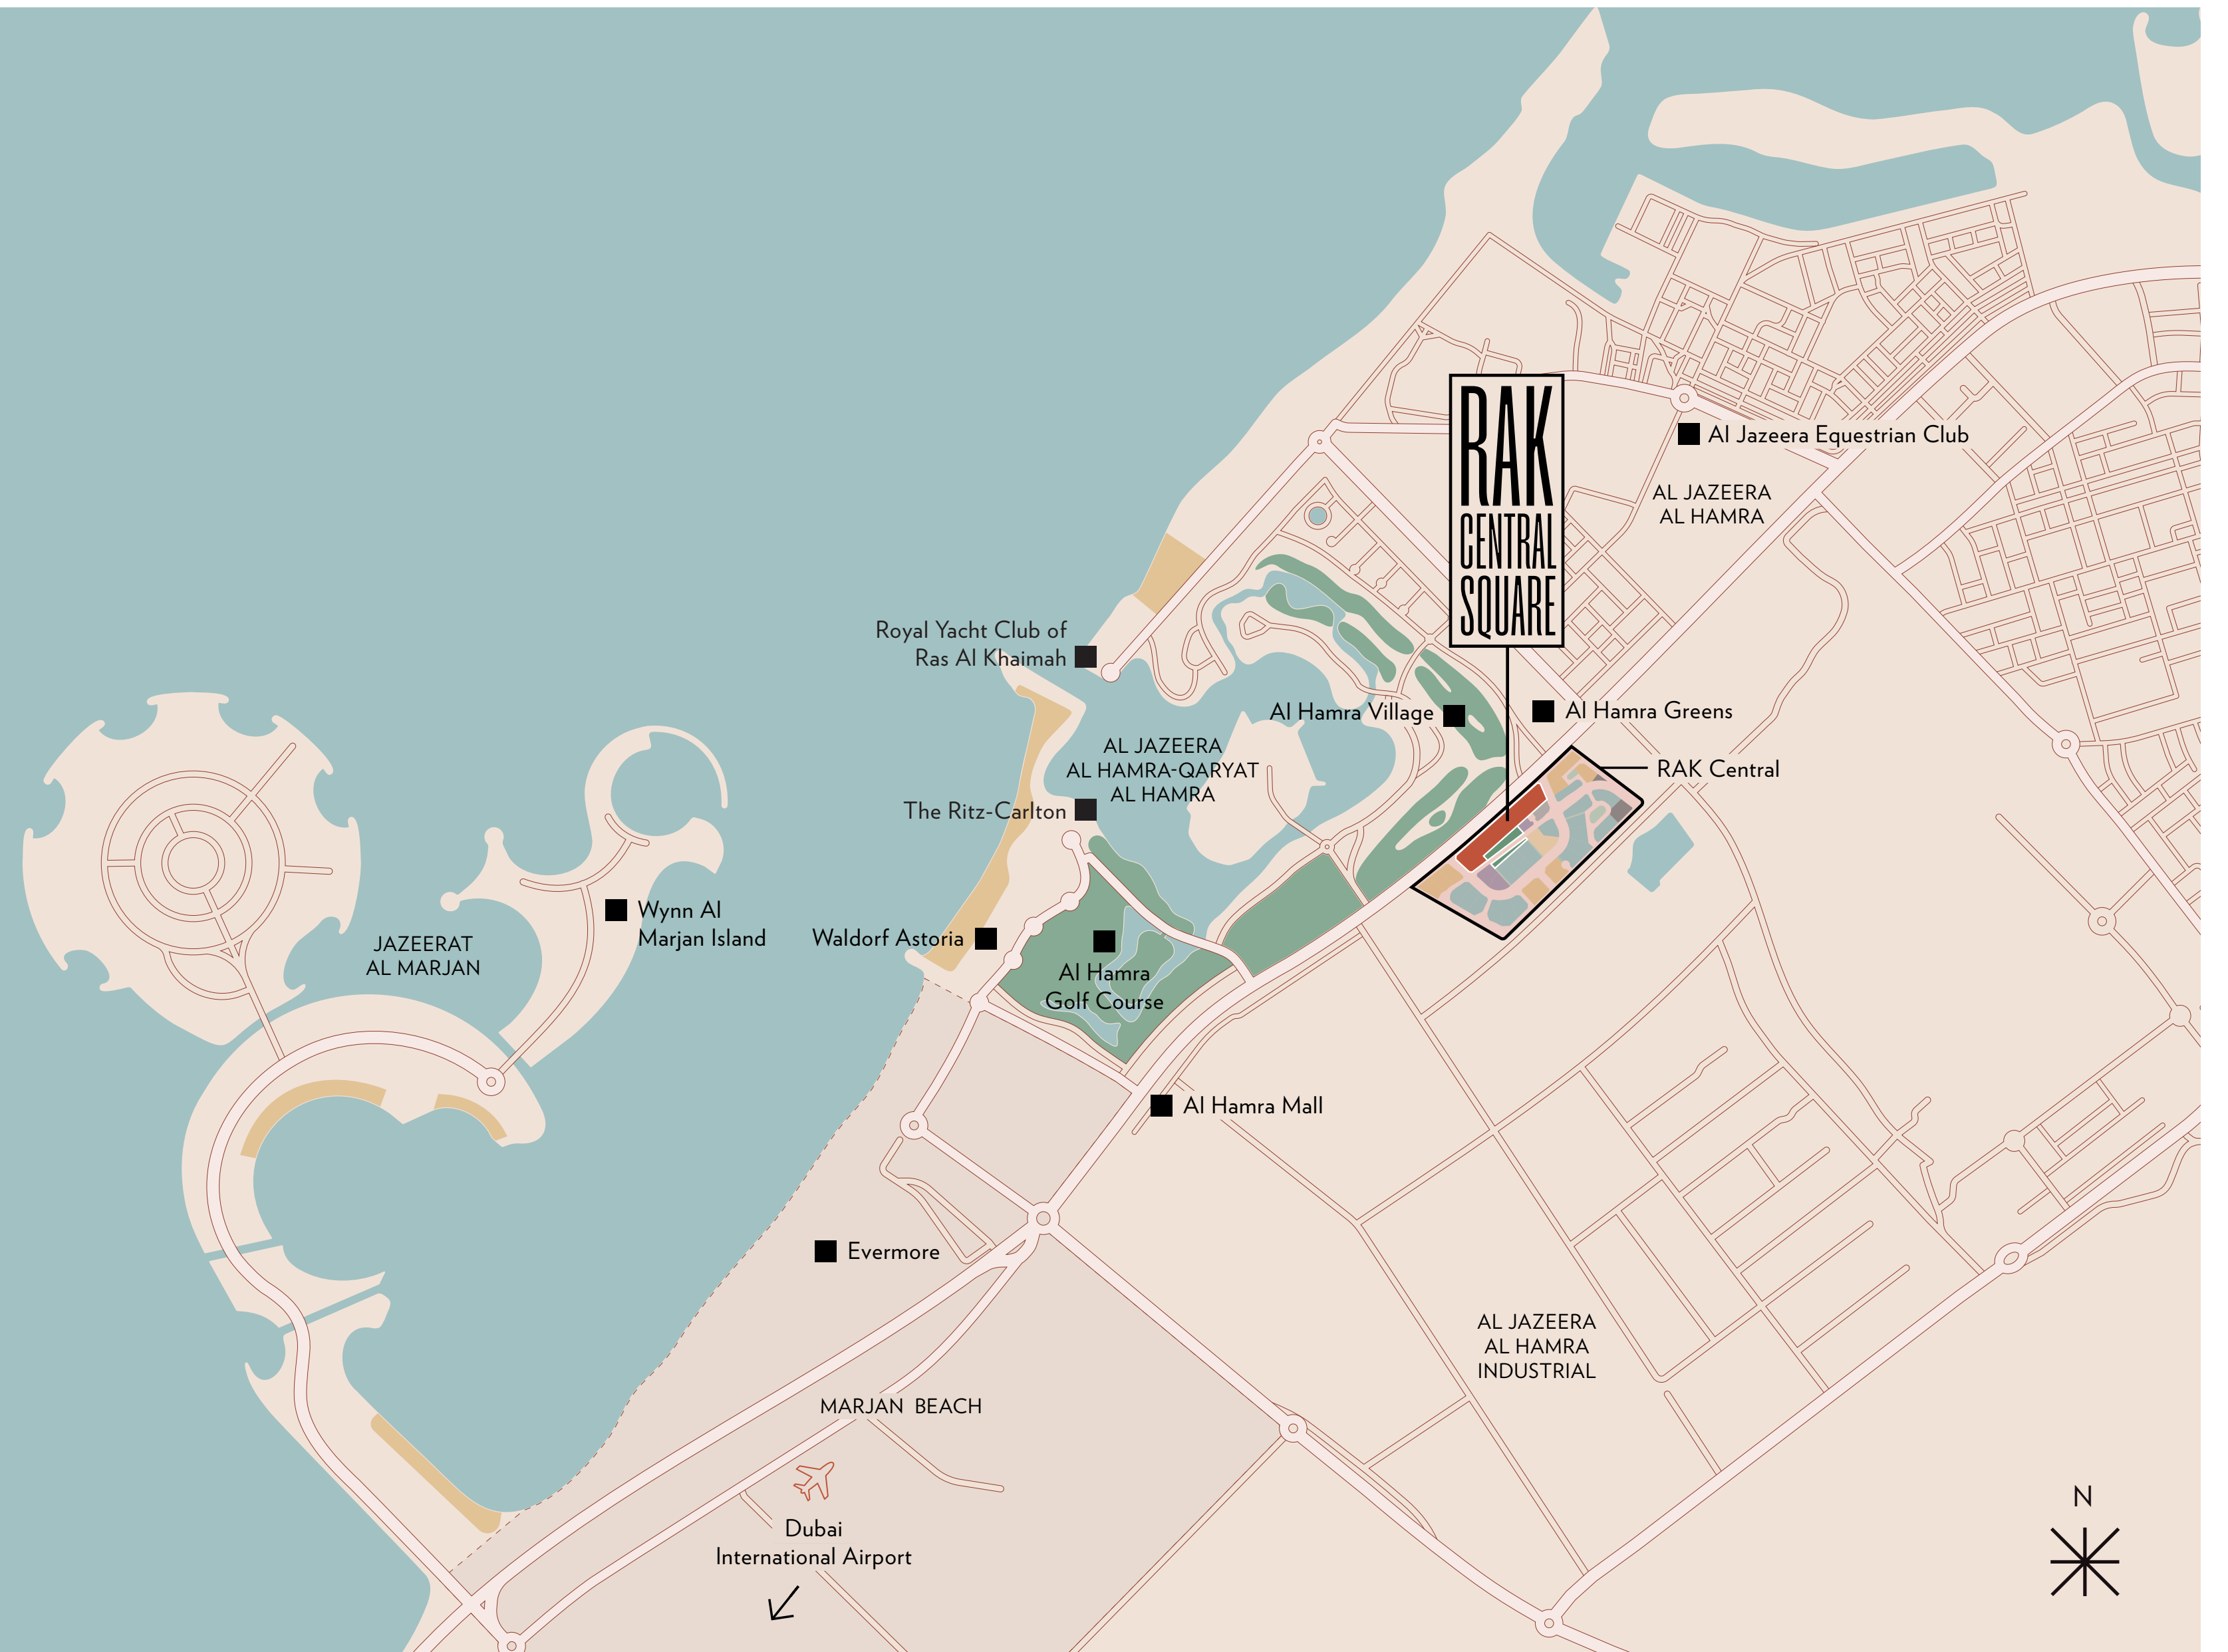 RAK
CENTRAL
SQUARE
Al Jazeera Equestrian Club
AL JAZEERA
AL HAMRA
Royal Yacht Club of
Ras Al Khaimah
Al Hamra Village
Al Hamra Greens
AL JAZEERA
AL HAMRA-QARYAT
AL HAMRA
RAK Central
The Ritz-Carlton
Wynn Al
Marjan Island
JAZEERAT
AL MARJAN
Waldorf Astoria
Al Hamra
Golf Course
Al Hamra Mall
Evermore
AL JAZEERA
AL HAMRA
INDUSTRIAL
MARJAN BEACH
Dubai
International Airport
N